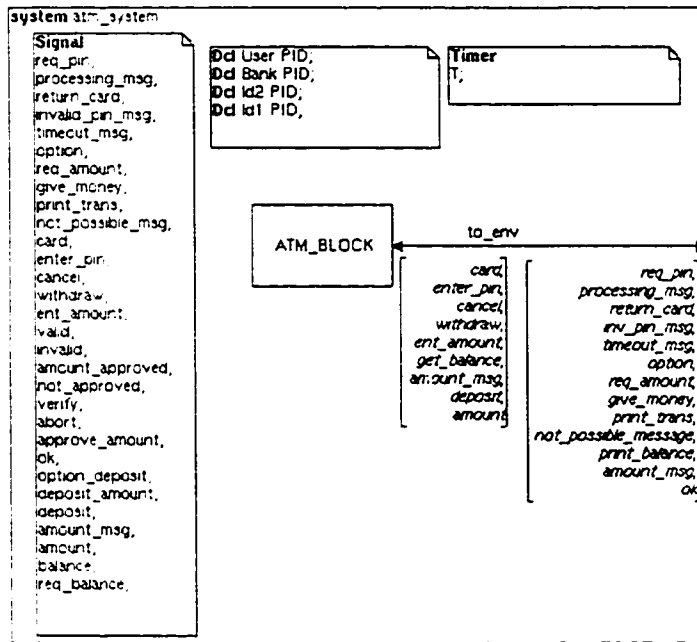 system atm_system
Signal
req_pin,
processing_msg,
return_card,
invalid_pin_msg,
timeout_msg,
option,
req_amount,
give_money,
print_trans,
not_possible_msg,
card,
enter_pin,
cancel,
withdraw,
ent_amount,
valid,
invalid,
amount_approved,
not_approved,
verify,
abort,
approve_amount,
ok,
option_deposit,
deposit_amount,
deposit,
amount_msg,
amount,
balance,
req_balance,
Dcl User PID;
Dcl Bank PID;
Dcl Id2 PID;
Dcl Id1 PID,
Timer
T;
ATM_BLOCK
to_env
card,
enter_pin,
cancel,
withdraw,
ent_amount,
get_balance,
amount_msg,
deposit,
amount
req_pin,
processing_msg,
return_card,
inv_pin_msg,
timeout_msg,
option,
req_amount,
give_money,
print_trans,
not_possible_message,
print_balance,
amount_msg,
ok